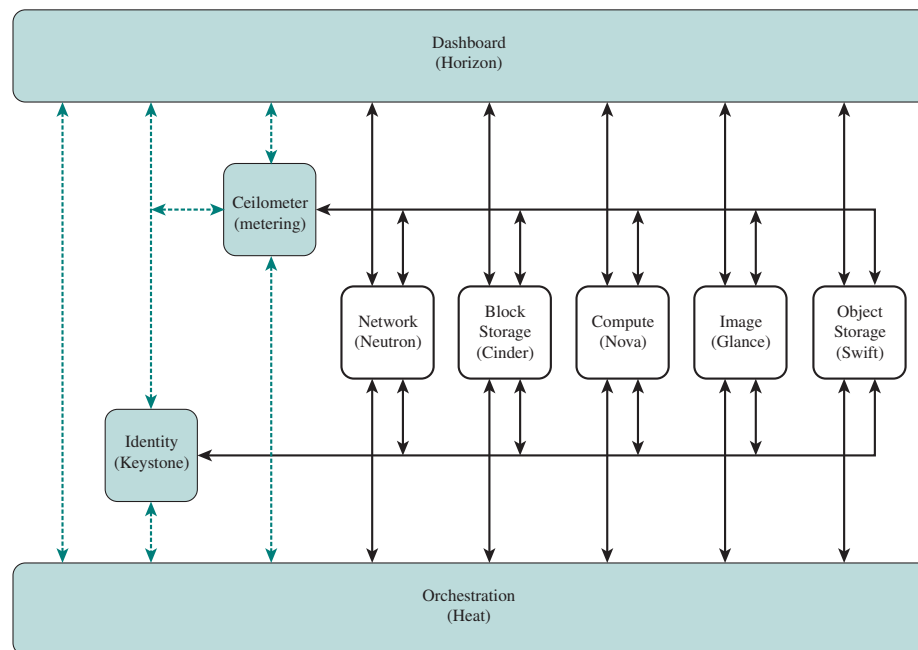 Dashboard
(Horizon)
Ceilometer
(metering)
Network
(Neutron)
Block
Storage
(Cinder)
Compute
(Nova)
Image
(Glance)
Object
Storage
(Swift)
Identity
(Keystone)
Orchestration
(Heat)